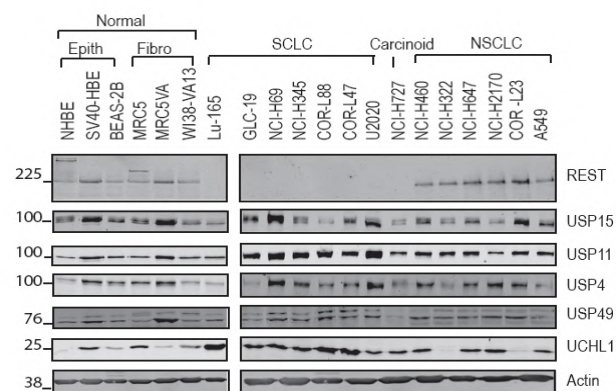 Normal
Epith Fibro SCLC Carcinoid NSCLC
NHBE
SV40-HBE
BEAS-2B
MRC5
MRC5VA
WI38-VA13
Lu-165
GLC-19
NCI-H69
NCI-H345
COR-L88
COR-L47
U2020
NCI-H727
NCI-H460
NCI-H322
NCI-H647
NCI-H2170
COR-L23
A549
225 REST
100 USP15
100 USP11
100 USP4
76 USP49
25 UCHL1
38 Actin